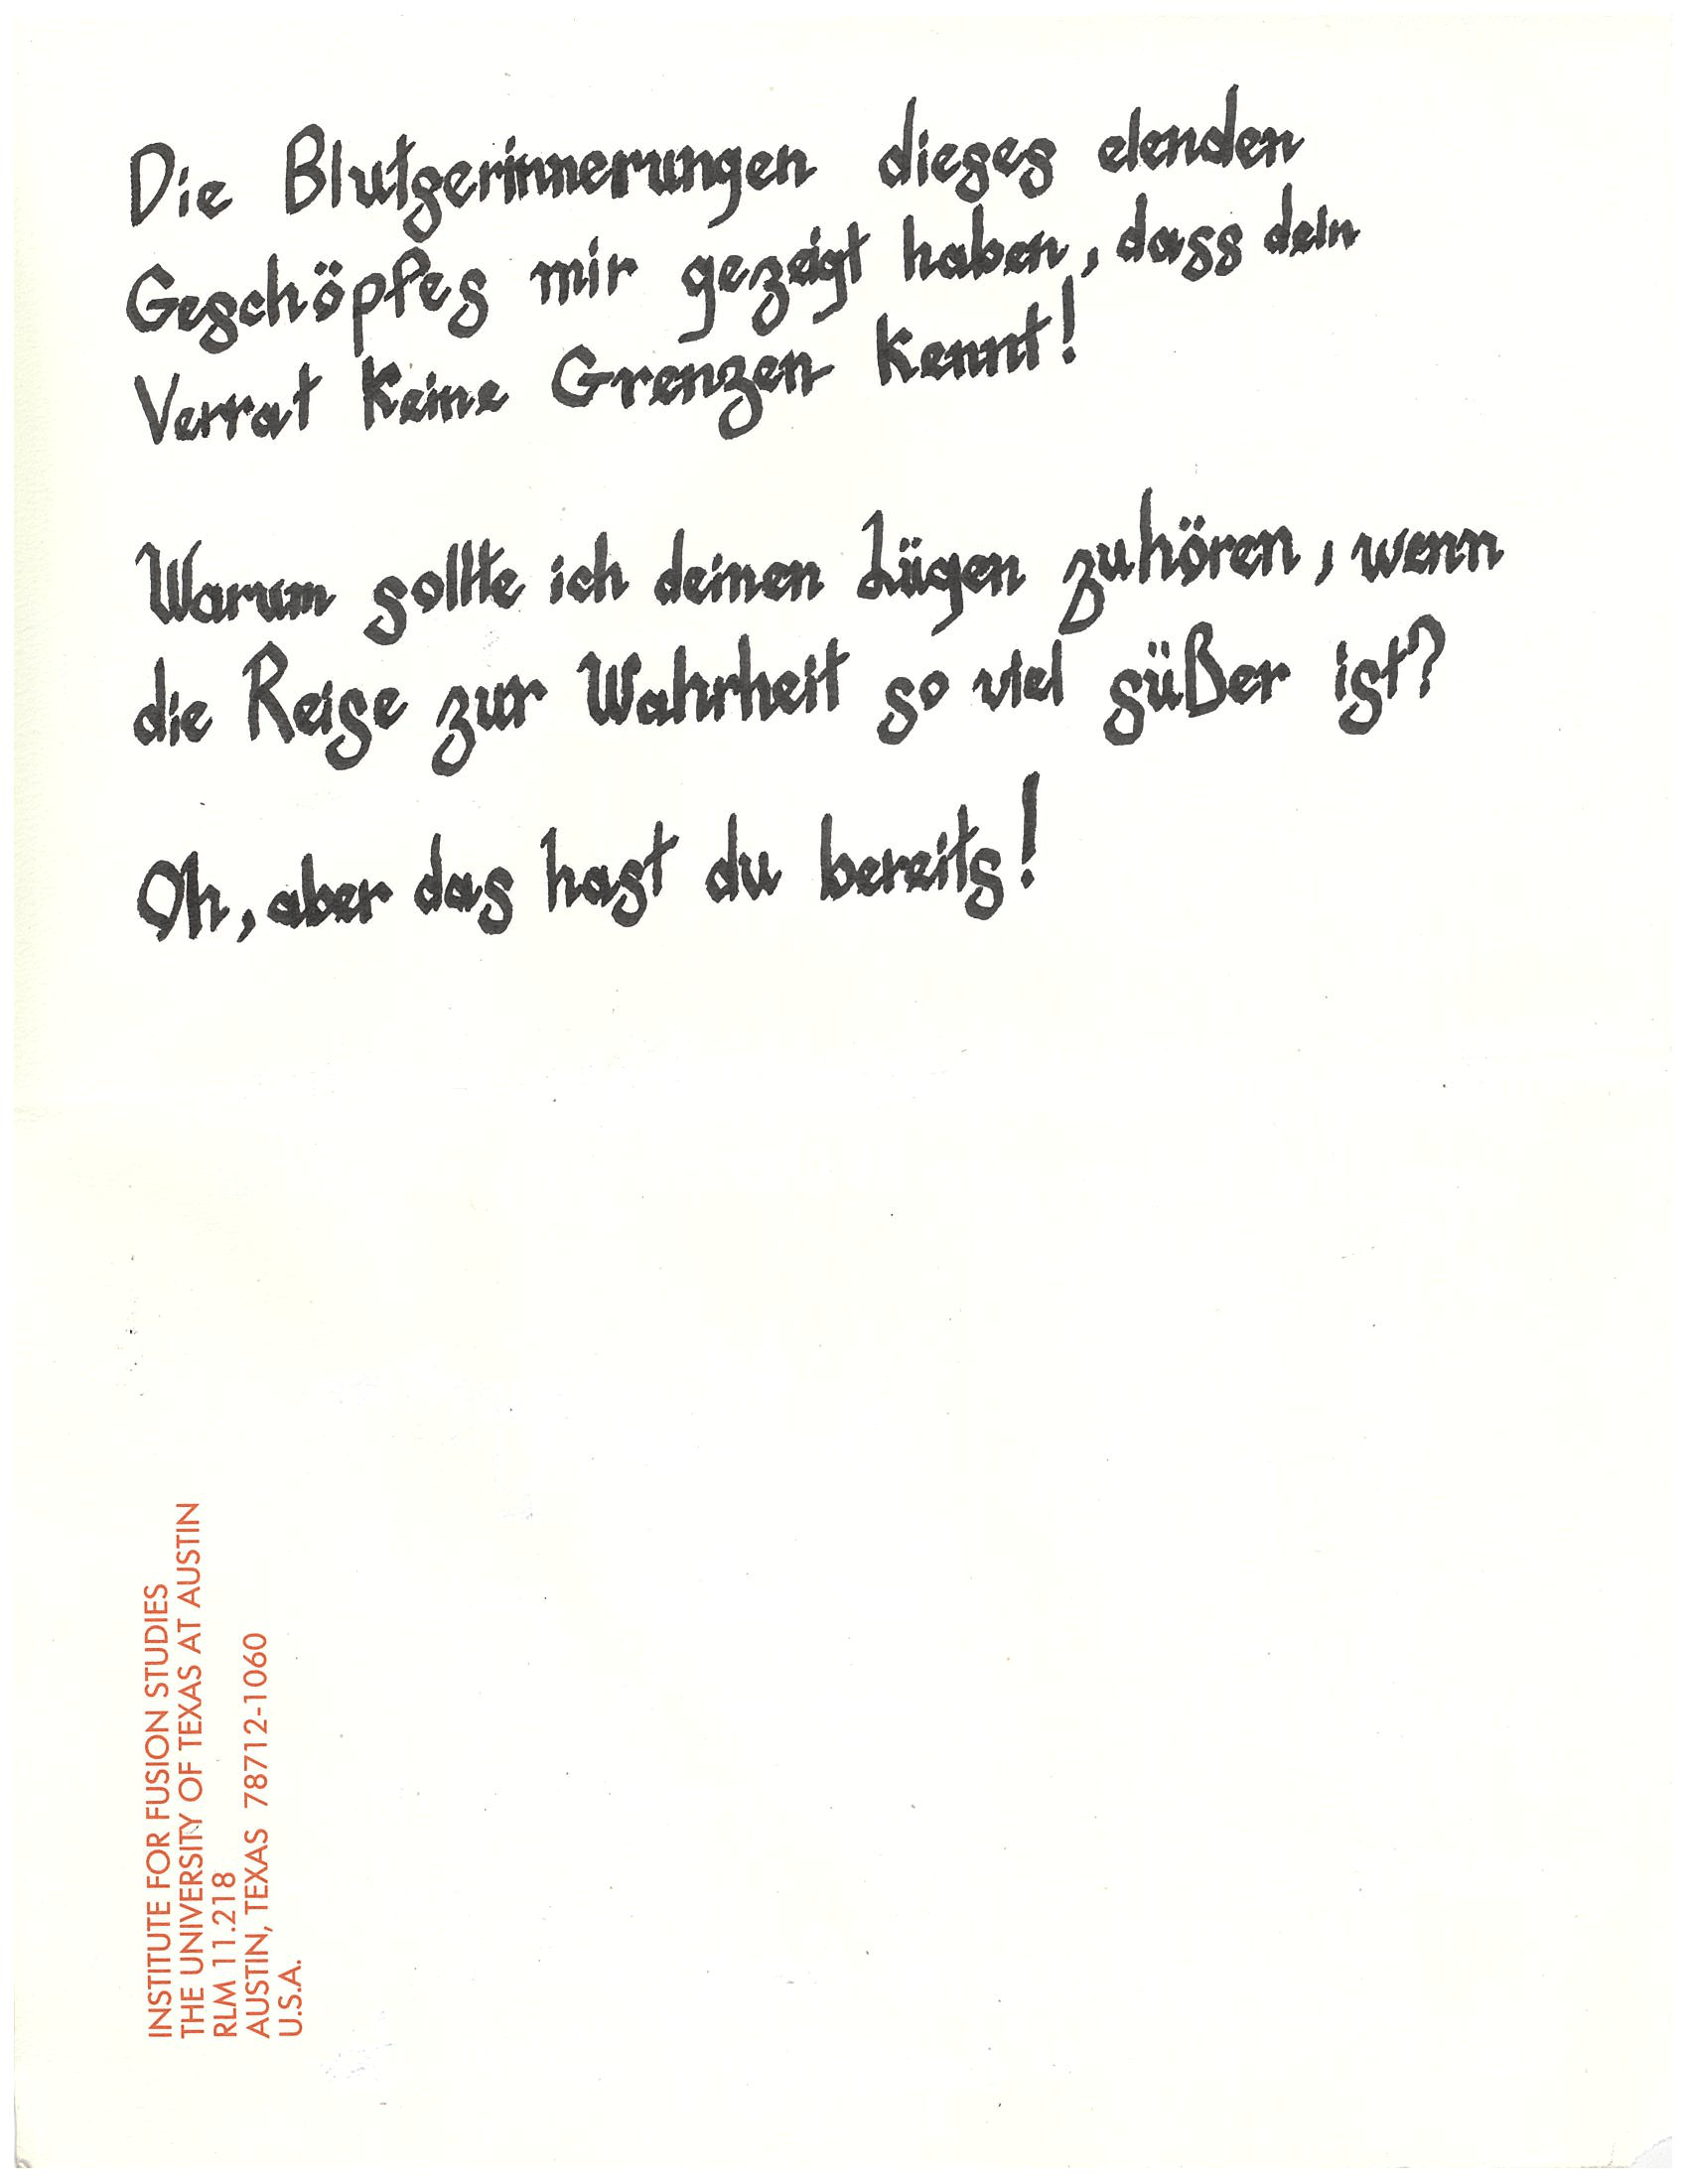 Die Blutserinnerungen dieses elenden
Geschöpfes mir gezeigt haben, dass dein
Verrat keine Grenzen kennt!
Warum sollte ich deinen Lügen zuhören, wenn
die Reise zur Wahrheit so viel süßer ist?
Oh, aber das hast du bereits!
INSTITUTE FOR FUSION STUDIES
THE UNIVERSITY OF TEXAS AT AUSTIN
RLM 11.218
AUSTIN, TEXAS 78712-1060
U.S.A.